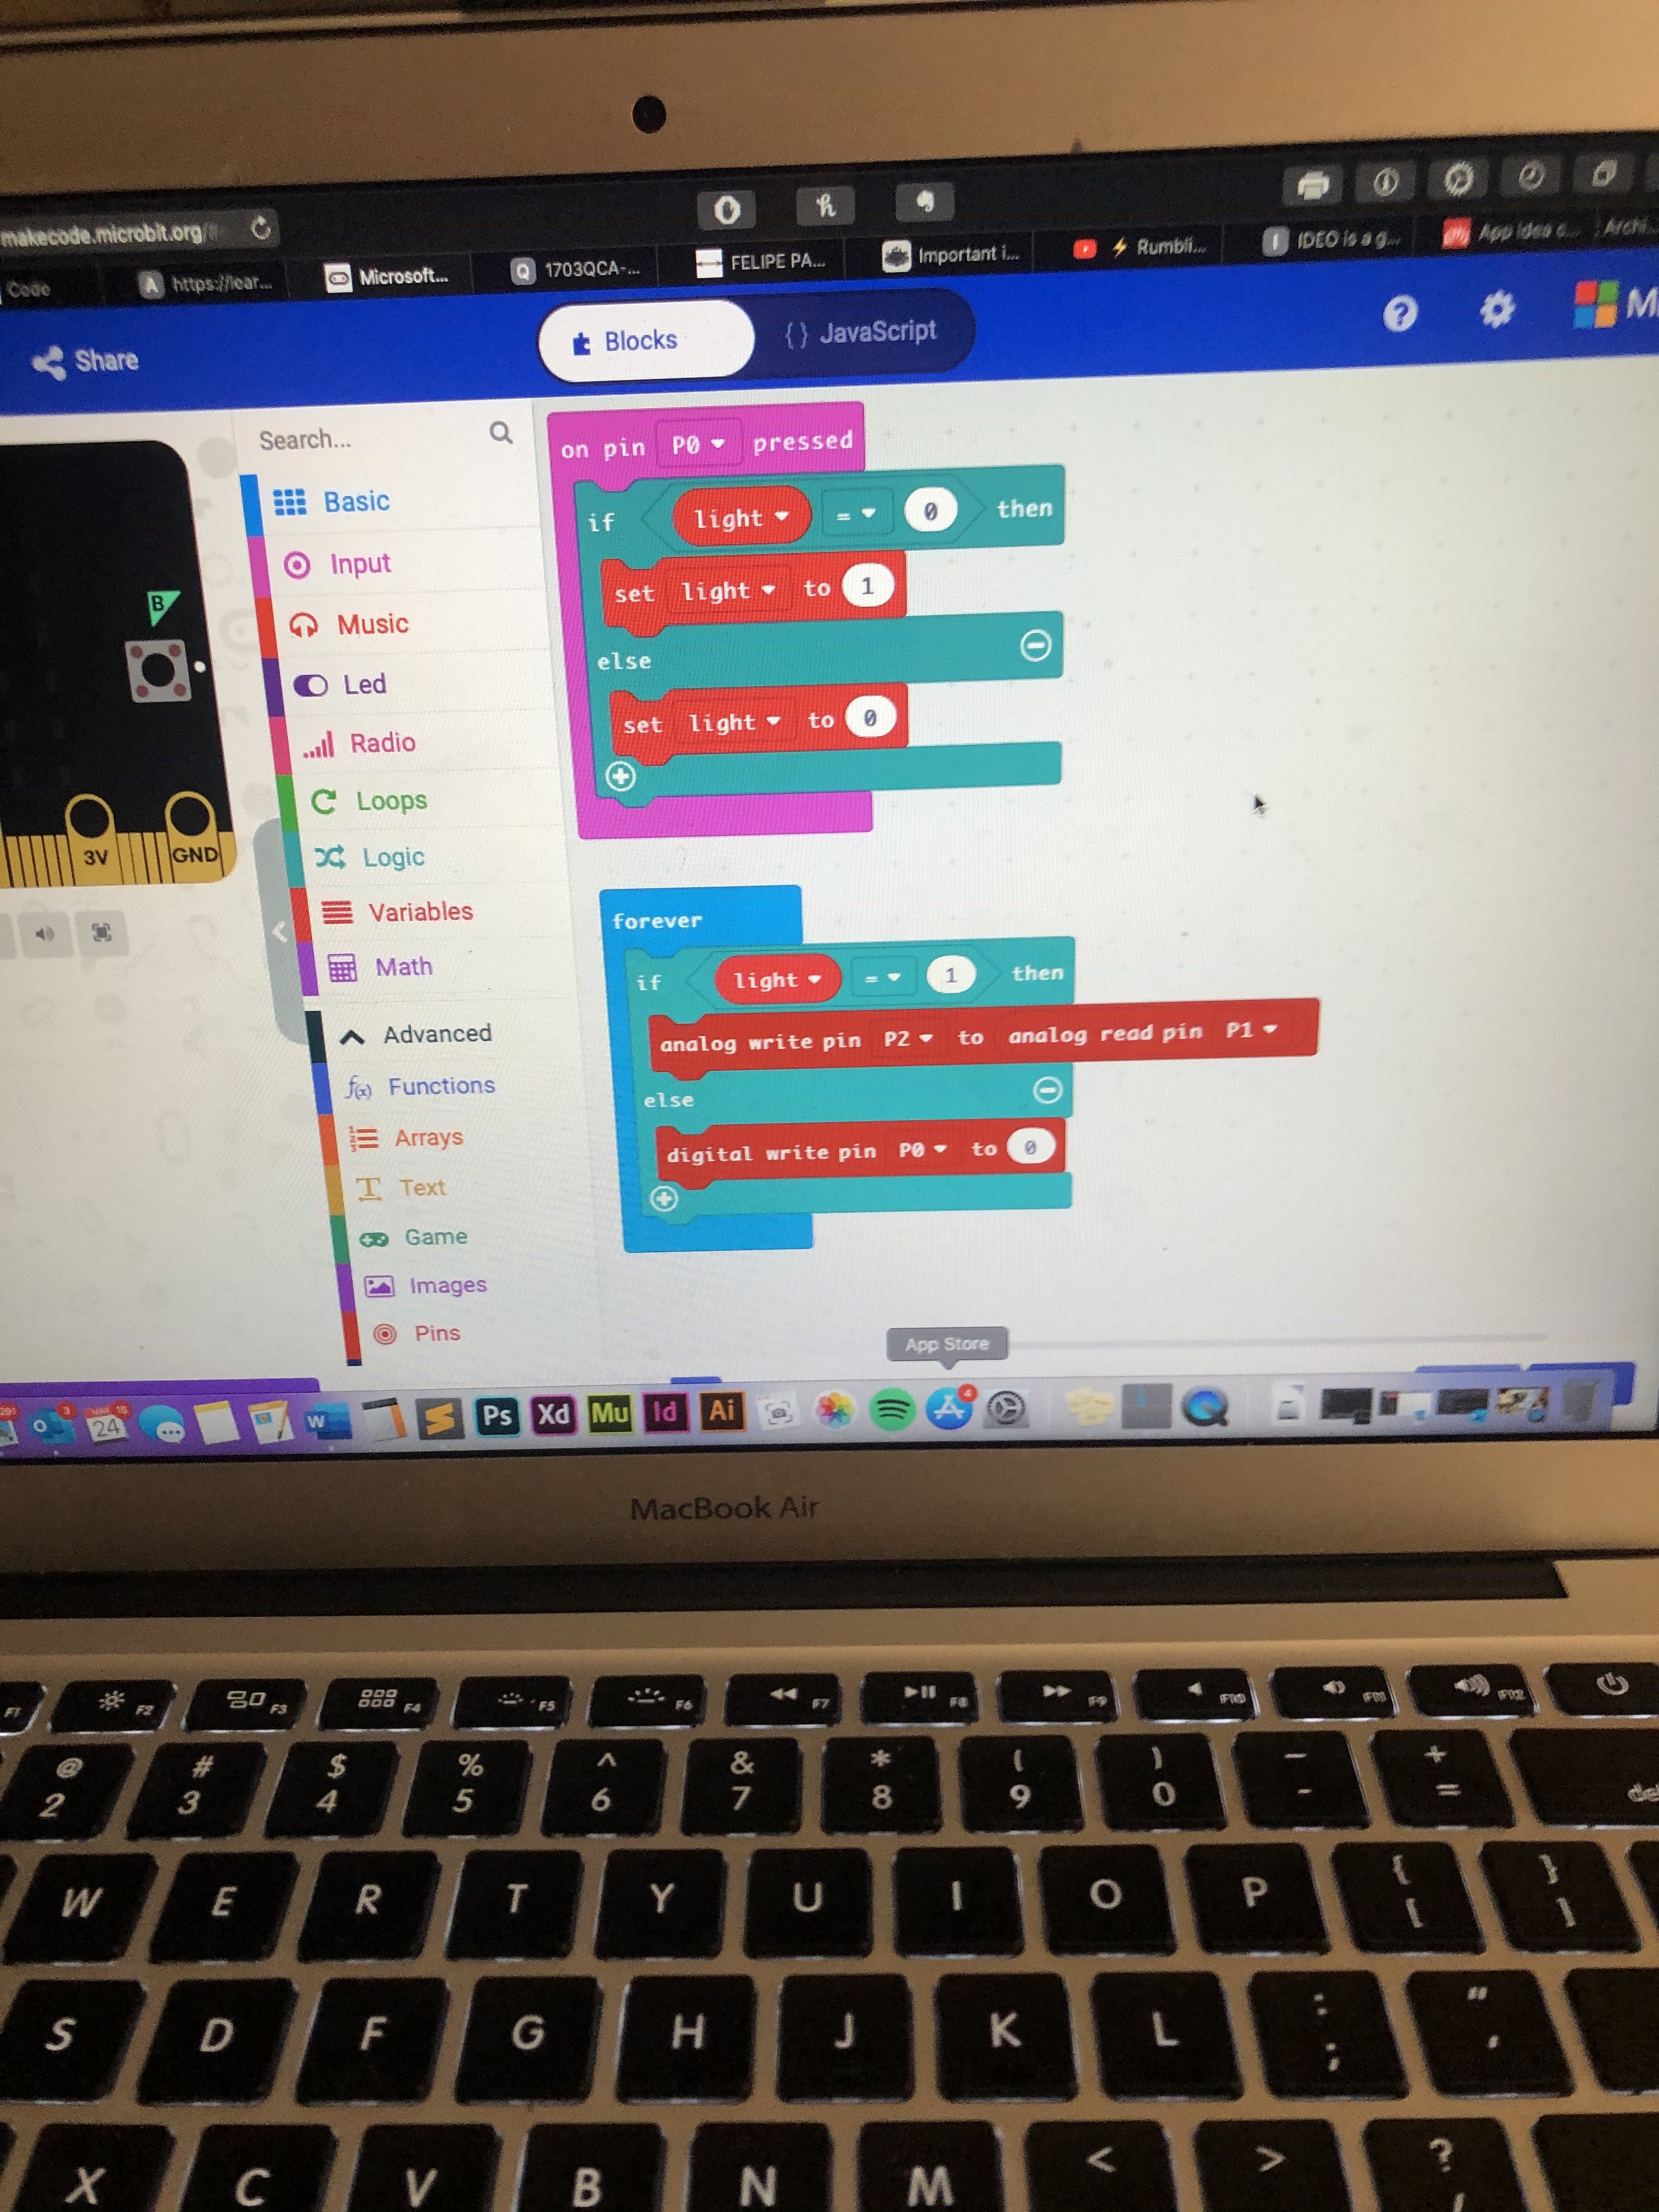 makecode.microbit.org/
Code
https://lear...
Microsoft...
Q
1703QCA-...
FELIPE PA...
Important i...
⚡ Rumbli...
I
IDEO is a g...
App idea c...
Archi...
Share
Blocks
{} JavaScript
?
Search...
B
3V
GND
Basic
Input
Music
Led
Radio
Loops
Logic
Variables
Math
Advanced
f(x) Functions
Arrays
T Text
Game
Images
Pins
on pin P0 pressed
if light = 0 then
set light to 1
else
set light to 0
forever
if light = 1 then
analog write pin P2 to analog read pin P1
else
digital write pin P0 to 0
App Store
3
24
W
Ps
Xd
Mu
Id
Ai
4
MacBook Air
F1 F2 F3 F4 F5 F6 F7 F8 F9 F10 F11 F12
@ # $ % ^ & * ( ) — +
2 3 4 5 6 7 8 9 0 - =
W E R T Y U I O P { }
[ ]
S D F G H J K L : "
; '
X C V B N M < > ?